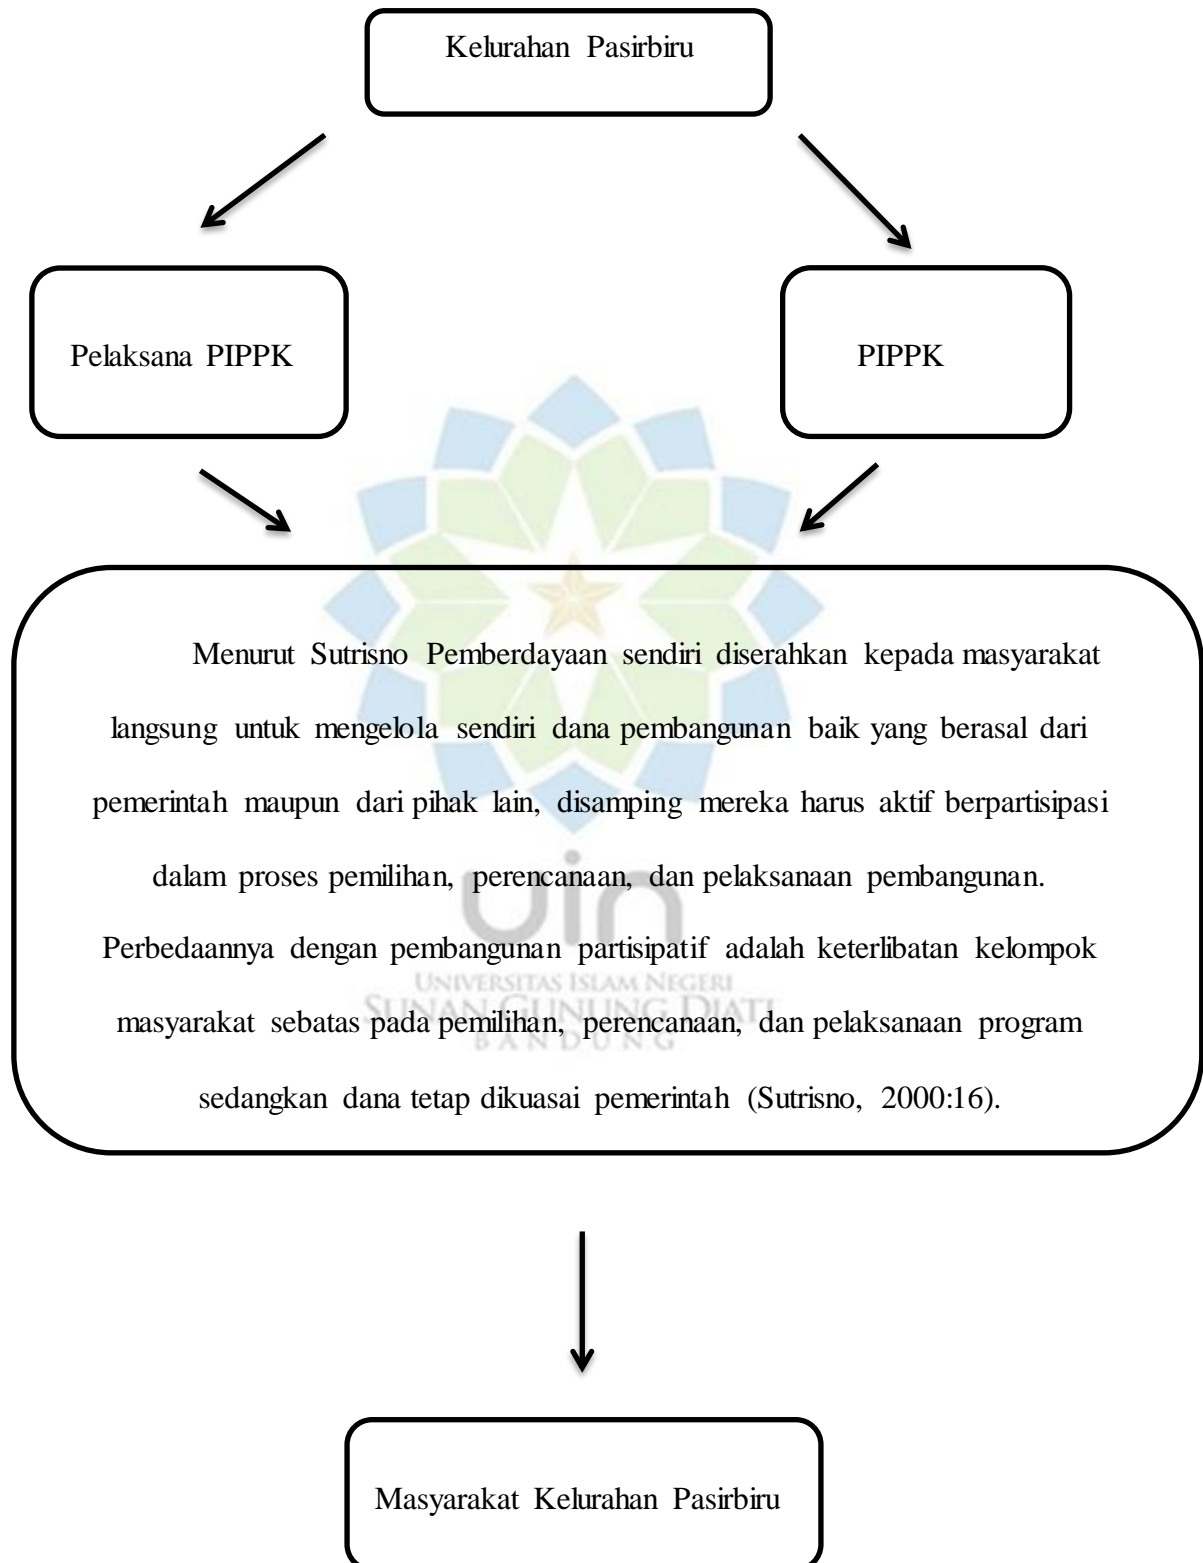 Kelurahan Pasirbiru
Pelaksana PIPPK
PIPPK
Menurut Sutrisno Pemberdayaan sendiri diserahkan kepada masyarakat
langsung untuk mengelola sendiri dana pembangunan baik yang berasal dari
pemerintah maupun dari pihak lain, disamping mereka harus aktif berpartisipasi
dalam proses pemilihan, perencanaan, dan pelaksanaan pembangunan.
uin
Perbedaannya dengan pembangunan partisipatif adalah keterlibatan kelompok
UNIVERSITAS ISLAM NEGERI
SUNAN GUNUNG DJATI
masyarakat sebatas pada pemilihan, perencanaan, dan pelaksanaan program
BANDUNG
sedangkan dana tetap dikuasai pemerintah (Sutrisno, 2000:16).
Masyarakat Kelurahan Pasirbiru